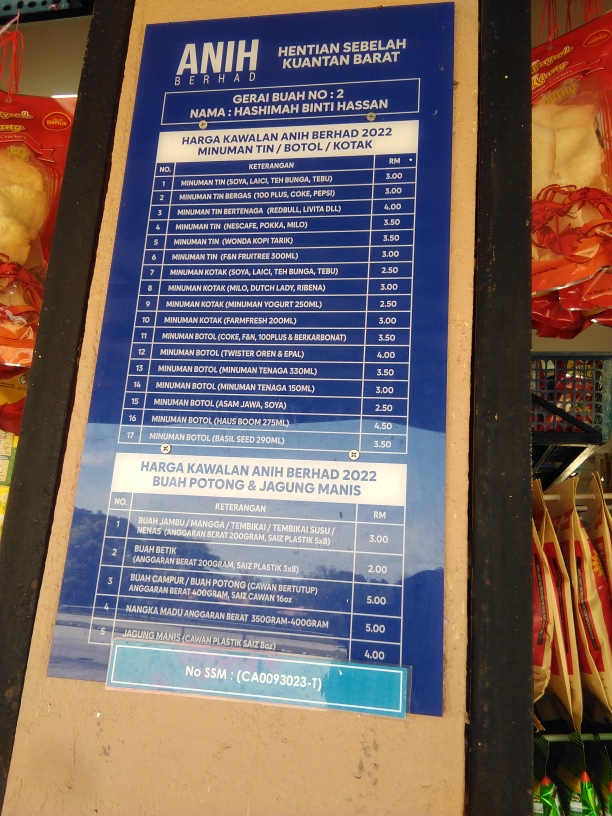 ANIH
BERHAD
HENTIAN SEBELAH
KUANTAN BARAT
GERAI BUAH NO : 2
NAMA : HASHIMAH BINTI HASSAN
HARGA KAWALAN ANIH BERHAD 2022
MINUMAN TIN / BOTOL / KOTAK
NO. KETERANGAN RM
1 MINUMAN TIN (SOYA, LAICI, TEH BUNGA, TEBU) 3.00
2 MINUMAN TIN BERGAS (100 PLUS, COKE, PEPSI) 3.00
3 MINUMAN TIN BERTENAGA (REDBULL, LIVITA DLL) 4.00
4 MINUMAN TIN (NESCAFE, POKKA, MILO) 3.50
5 MINUMAN TIN (WONDA KOPI TARIK) 3.50
6 MINUMAN TIN (F&N FRUITREE 300ML) 3.00
7 MINUMAN KOTAK (SOYA, LAICI, TEH BUNGA, TEBU) 2.50
8 MINUMAN KOTAK (MILO, DUTCH LADY, RIBENA) 3.00
9 MINUMAN KOTAK (MINUMAN YOGURT 250ML) 2.50
10 MINUMAN KOTAK (FARMFRESH 200ML) 3.00
11 MINUMAN BOTOL (COKE, F&N, 100PLUS & BERKARBONAT) 3.50
12 MINUMAN BOTOL (TWISTER OREN & EPAL) 4.00
13 MINUMAN BOTOL (MINUMAN TENAGA 330ML) 3.50
14 MINUMAN BOTOL (MINUMAN TENAGA 150ML) 3.00
15 MINUMAN BOTOL (ASAM JAWA, SOYA) 2.50
16 MINUMAN BOTOL (HAUS BOOM 275ML) 4.50
17 MINUMAN BOTOL (BASIL SEED 290ML) 3.50
HARGA KAWALAN ANIH BERHAD 2022
BUAH POTONG & JAGUNG MANIS
NO. KETERANGAN RM
1 BUAH JAMBU / MANGGA / TEMBIKAI / TEMBIKAI SUSU /
NENAS (ANGGARAN BERAT 200GRAM, SAIZ PLASTIK 5x8) 3.00
2 BUAH BETIK
(ANGGARAN BERAT 200GRAM, SAIZ PLASTIK 3x8) 2.00
3 BUAH CAMPUR / BUAH POTONG (CAWAN BERTUTUP)
ANGGARAN BERAT 400GRAM, SAIZ CAWAN 16oz 5.00
4 NANGKA MADU ANGGARAN BERAT 350GRAM-400GRAM 5.00
5 JAGUNG MANIS (CAWAN PLASTIK SAIZ 8oz) 4.00
No SSM : (CA0093023-T)